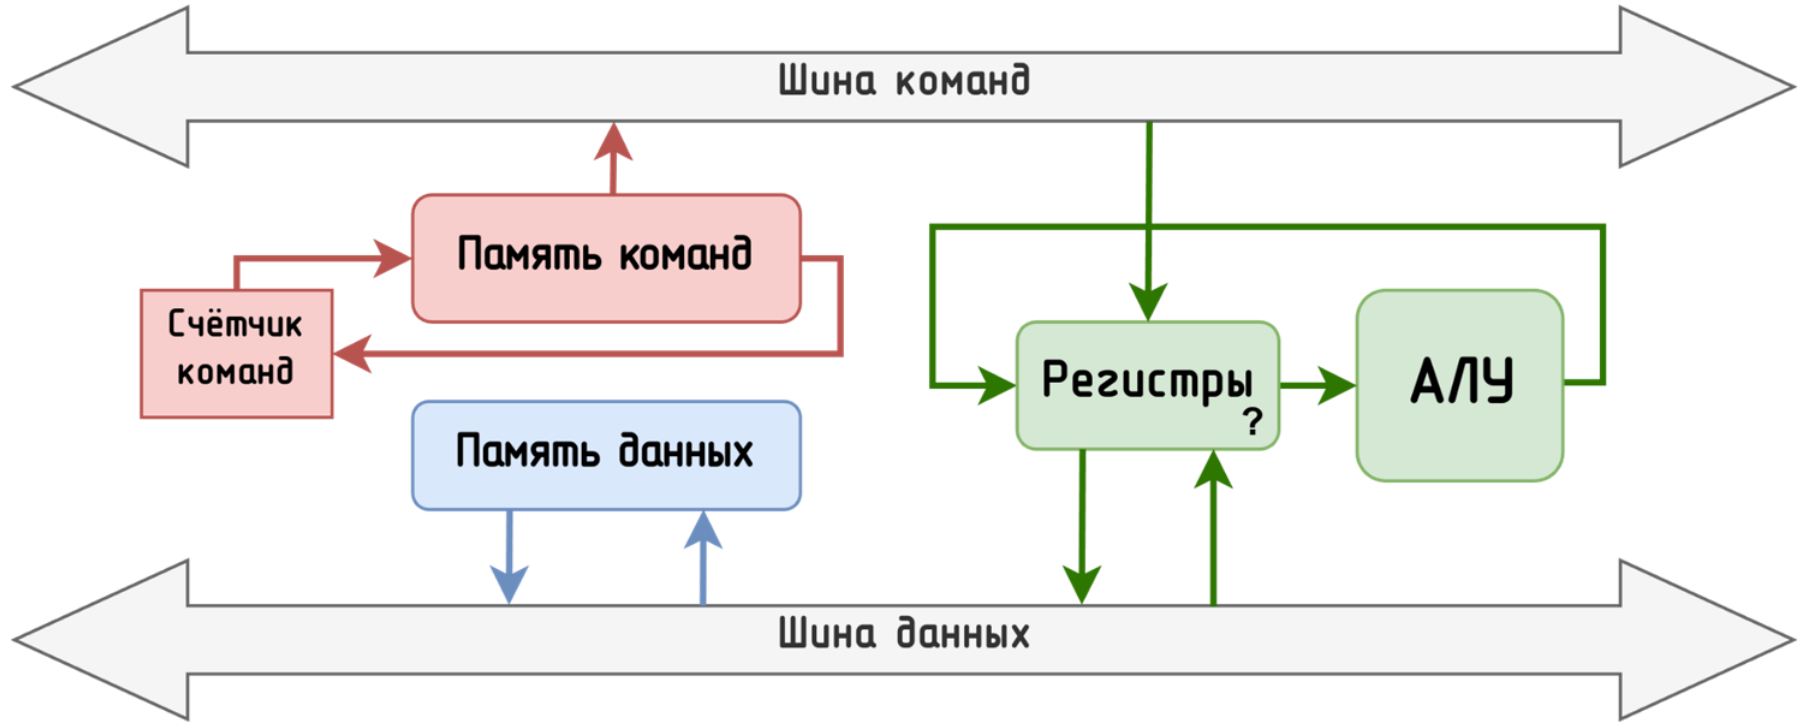 Шина команд
Память команд
Счётчик
команд
Регистры
?
АЛУ
Память данных
Шина данных